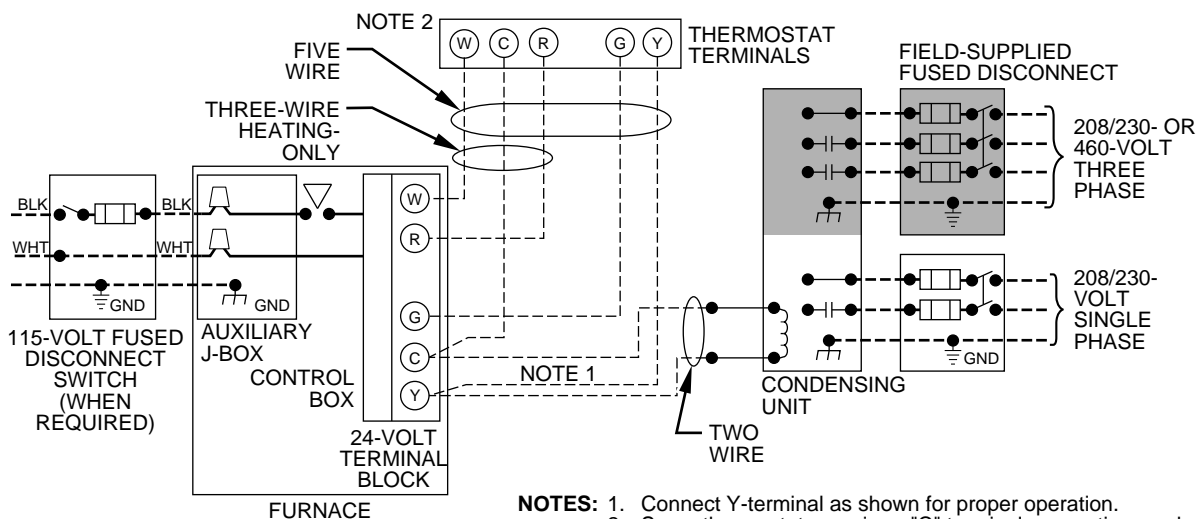 NOTE 2
W C R G Y
THERMOSTAT
TERMINALS
FIVE
WIRE
THREE-WIRE
HEATING-
ONLY
FIELD-SUPPLIED
FUSED DISCONNECT
208/230- OR
460-VOLT
THREE
PHASE
BLK
BLK
WHT
WHT
GND
GND
W
R
G
C
Y
NOTE 1
115-VOLT FUSED
DISCONNECT
SWITCH
(WHEN
REQUIRED)
AUXILIARY
J-BOX
CONTROL
BOX
24-VOLT
TERMINAL
BLOCK
FURNACE
TWO
WIRE
CONDENSING
UNIT
GND
208/230-
VOLT
SINGLE
PHASE
NOTES: 1. Connect Y-terminal as shown for proper operation.